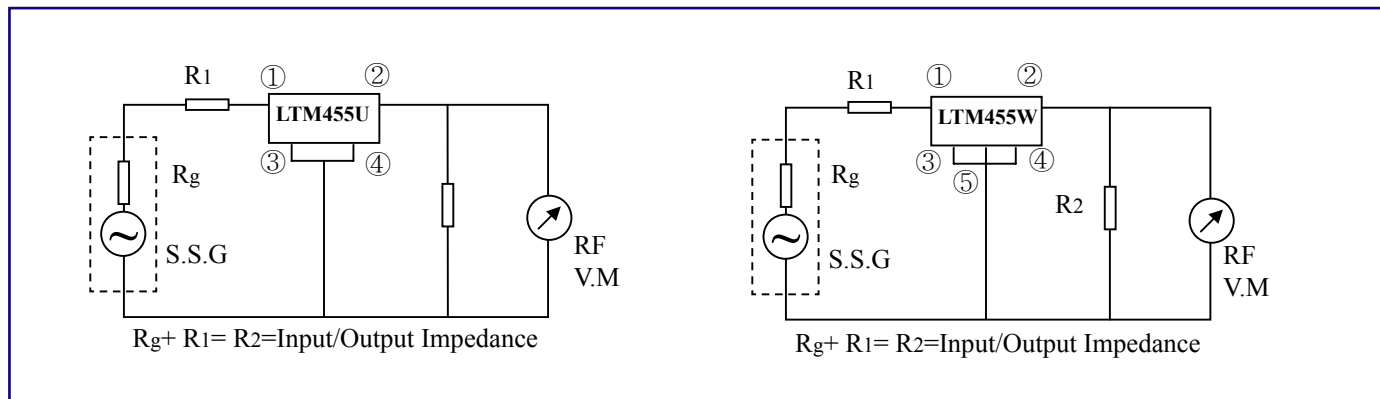 R1
①
②
LTM455U
③
④
Rg
S.S.G
RF
V.M
Rg+ R1= R2=Input/Output Impedance
R1
①
②
LTM455W
③
④
⑤
Rg
R2
S.S.G
RF
V.M
Rg+ R1= R2=Input/Output Impedance